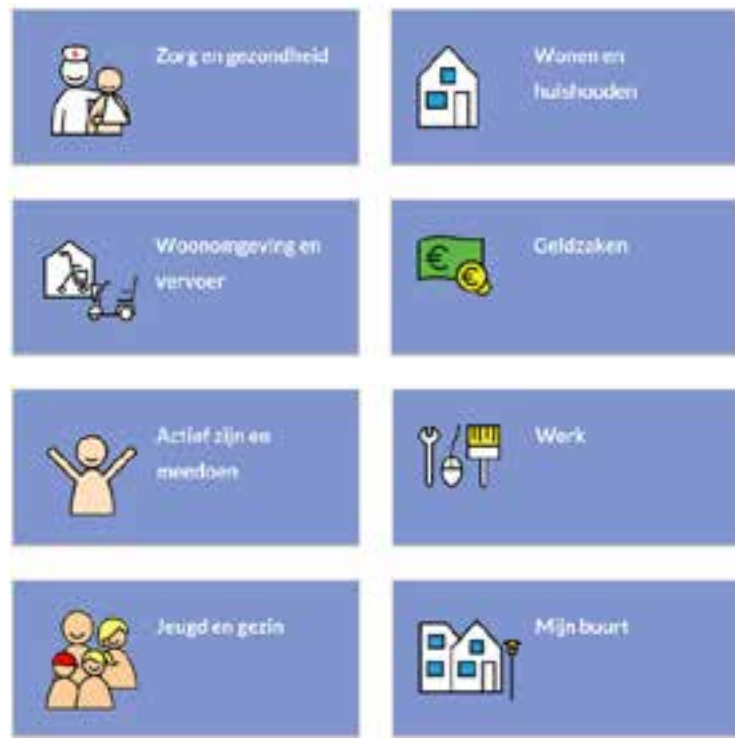 Zorg en gezondheid
Wonen en
huishouden
Woonomgeving en
vervoer
Geldzaken
Actief zijn en
meedoen
Werk
Jeugd en gezin
Mijn buurt